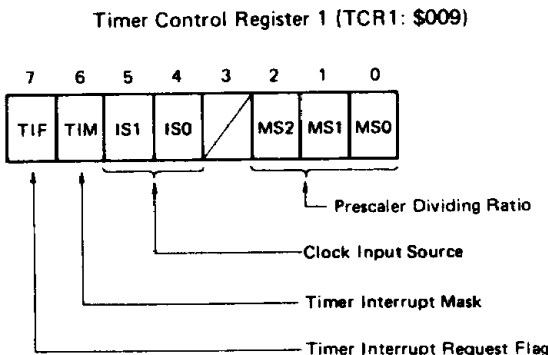 Timer Control Register 1 (TCR1: $009)
7 6 5 4 3 2 1 0
TIF TIM IS1 IS0 MS2 MS1 MS0
Prescaler Dividing Ratio
Clock Input Source
Timer Interrupt Mask
Timer Interrupt Request Flag